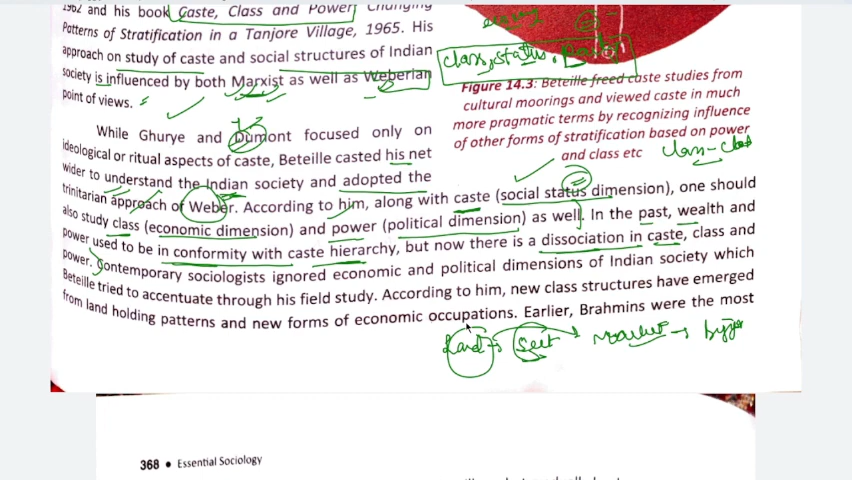 1962 and his book Caste, Class and Power: Changing
Patterns of Stratification in a Tanjore Village, 1965. His
approach on study of caste and social structures of Indian
society is influenced by both Marxist as well as Weberian
point of views.
class, status,
Figure 14.3: Beteille freed caste studies from
cultural moorings and viewed caste in much
more pragmatic terms by recognizing influence
of other forms of stratification based on power
and class etc
While Ghurye and Dumont focused only on
ideological or ritual aspects of caste, Beteille casted his net
wider to understand the Indian society and adopted the
trinitarian approach of Weber. According to him, along with caste (social status dimension), one should
also study class (economic dimension) and power (political dimension) as well. In the past, wealth and
power used to be in conformity with caste hierarchy, but now there is a dissociation in caste, class and
power. Contemporary sociologists ignored economic and political dimensions of Indian society which
Beteille tried to accentuate through his field study. According to him, new class structures have emerged
from land holding patterns and new forms of economic occupations. Earlier, Brahmins were the most
Land
368 • Essential Sociology